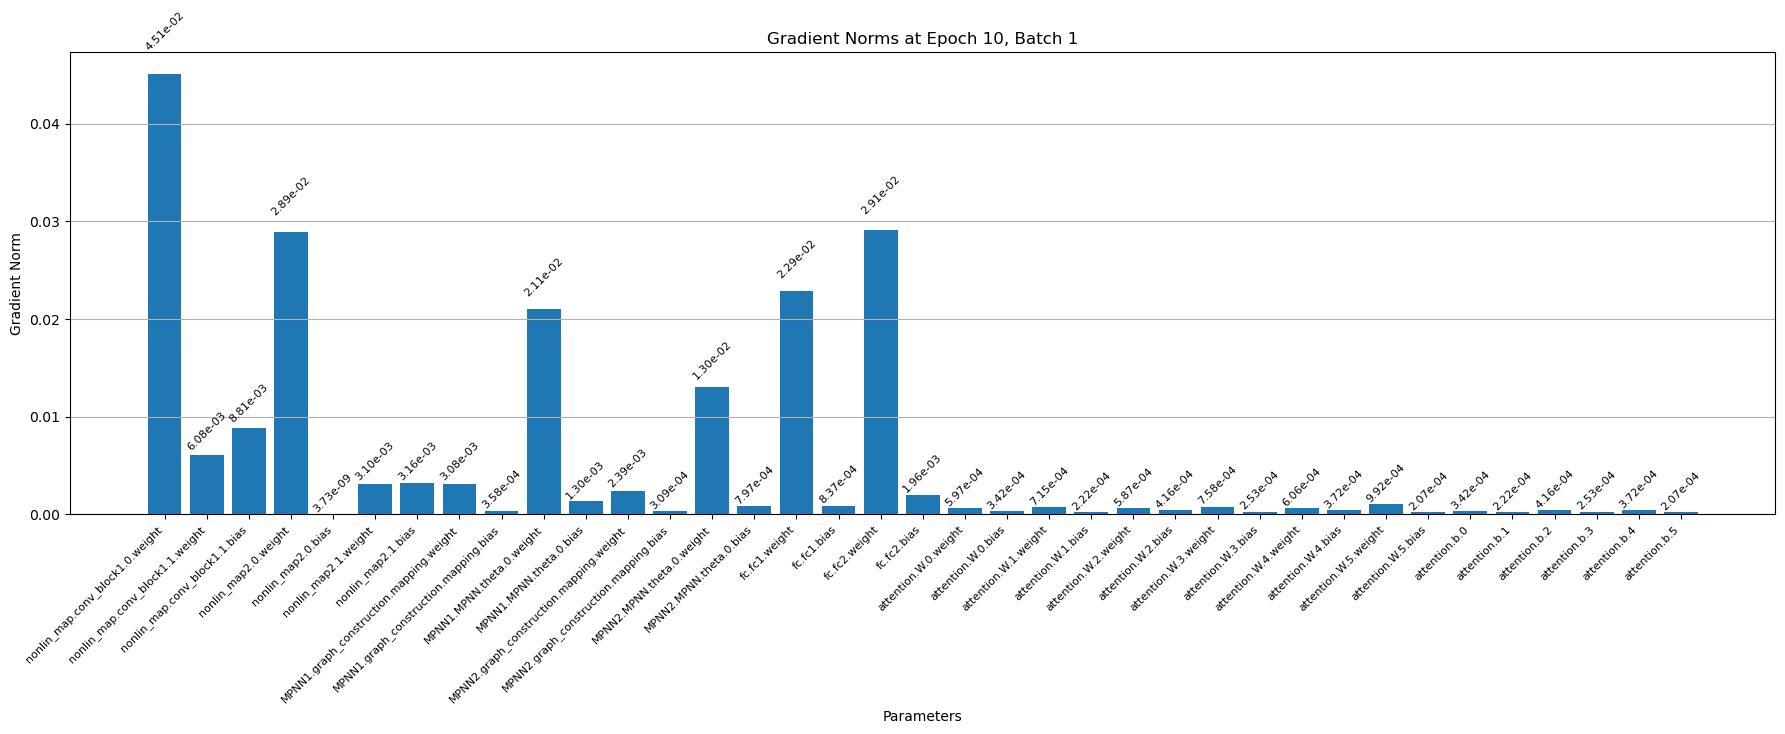 Gradient Norms at Epoch 10, Batch 1
Gradient Norm
0.04
0.03
0.02
0.01
0.00
4.51e-02
6.08e-03
8.81e-03
2.89e-02
3.73e-09
3.10e-03
3.16e-03
3.08e-03
3.58e-04
2.11e-02
1.30e-03
2.39e-03
3.09e-04
1.30e-02
7.97e-04
2.29e-02
8.37e-04
2.91e-02
1.96e-03
5.97e-04
3.42e-04
7.15e-04
2.22e-04
5.87e-04
4.16e-04
7.58e-04
2.53e-04
6.06e-04
3.72e-04
9.92e-04
2.07e-04
3.42e-04
2.22e-04
4.16e-04
2.53e-04
3.72e-04
2.07e-04
nonlin_map.conv_block1.0.weight
nonlin_map.conv_block1.1.weight
nonlin_map.conv_block1.1.bias
nonlin_map2.0.weight
nonlin_map2.0.bias
nonlin_map2.1.weight
nonlin_map2.1.bias
MPNN1.graph_construction.mapping.weight
MPNN1.graph_construction.mapping.bias
MPNN1.MPNN.theta.0.weight
MPNN1.MPNN.theta.0.bias
MPNN2.graph_construction.mapping.weight
MPNN2.graph_construction.mapping.bias
MPNN2.MPNN.theta.0.weight
MPNN2.MPNN.theta.0.bias
fc.fc1.weight
fc.fc1.bias
fc.fc2.weight
fc.fc2.bias
attention.W.0.weight
attention.W.0.bias
attention.W.1.weight
attention.W.1.bias
attention.W.2.weight
attention.W.2.bias
attention.W.3.weight
attention.W.3.bias
attention.W.4.weight
attention.W.4.bias
attention.W.5.weight
attention.W.5.bias
attention.b.0
attention.b.1
attention.b.2
attention.b.3
attention.b.4
attention.b.5
Parameters